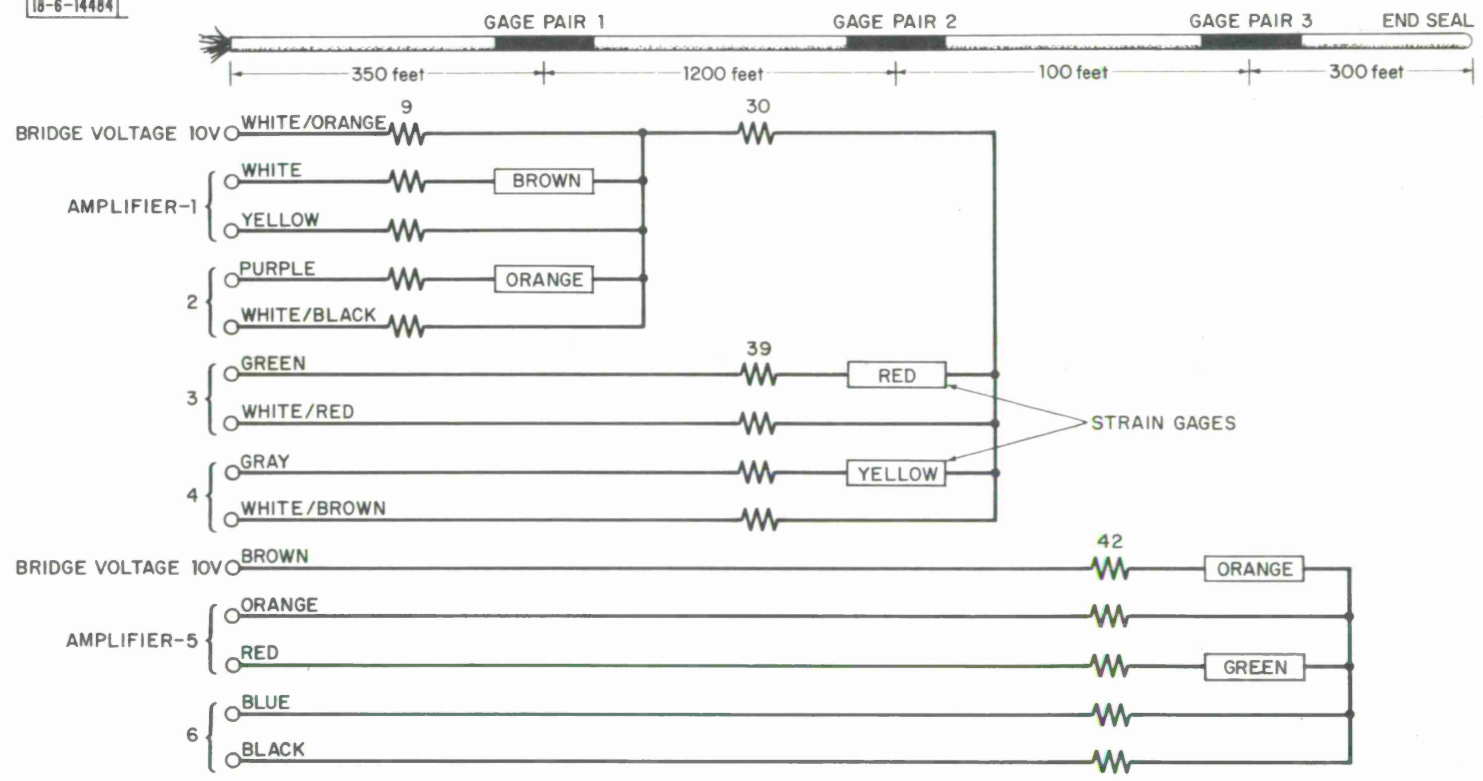 18-6-14484
GAGE PAIR 1 GAGE PAIR 2 GAGE PAIR 3 END SEAL
350 feet 1200 feet 100 feet 300 feet
9 30
BRIDGE VOLTAGE 10V WHITE/ORANGE
WHITE BROWN
AMPLIFIER-1
YELLOW
PURPLE ORANGE
2
WHITE/BLACK
39
GREEN RED
3
WHITE/RED
STRAIN GAGES
GRAY YELLOW
4
WHITE/BROWN
42
BRIDGE VOLTAGE 10V BROWN ORANGE
ORANGE
AMPLIFIER-5
RED GREEN
BLUE
6
BLACK